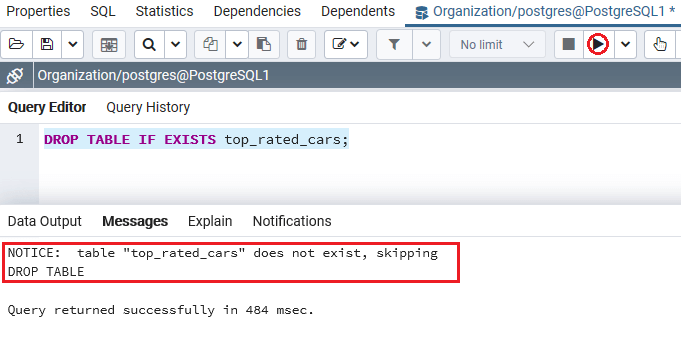 Properties SQL Statistics Dependencies Dependents Organization/postgres@PostgreSQL1 *
No limit
Organization/postgres@PostgreSQL1
Query Editor Query History
1 DROP TABLE IF EXISTS top_rated_cars;
Data Output Messages Explain Notifications
NOTICE:  table "top_rated_cars" does not exist, skipping
DROP TABLE
Query returned successfully in 484 msec.